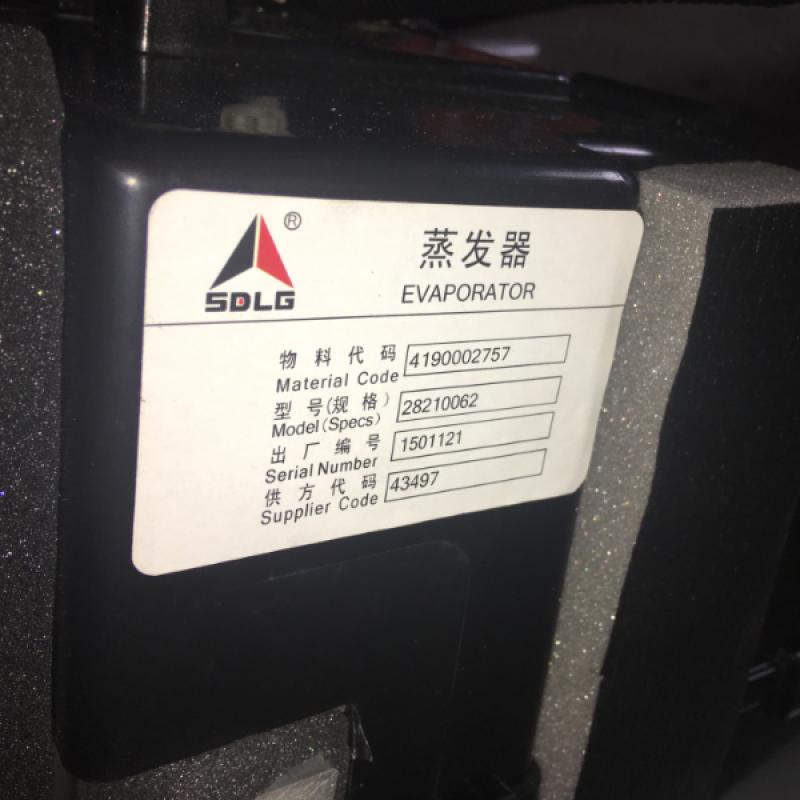 ®
SDLG
蒸发器
EVAPORATOR
物料代码 4190002757
Material Code
型号(规格) 28210062
Model(Specs)
出厂编号 1501121
Serial Number
供方代码 43497
Supplier Code